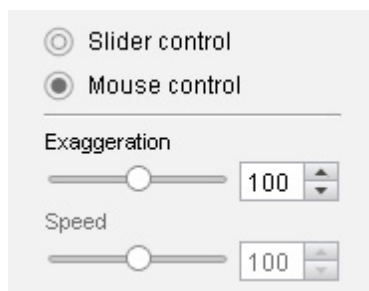 Slider control
Mouse control
Exaggeration
100
Speed
100